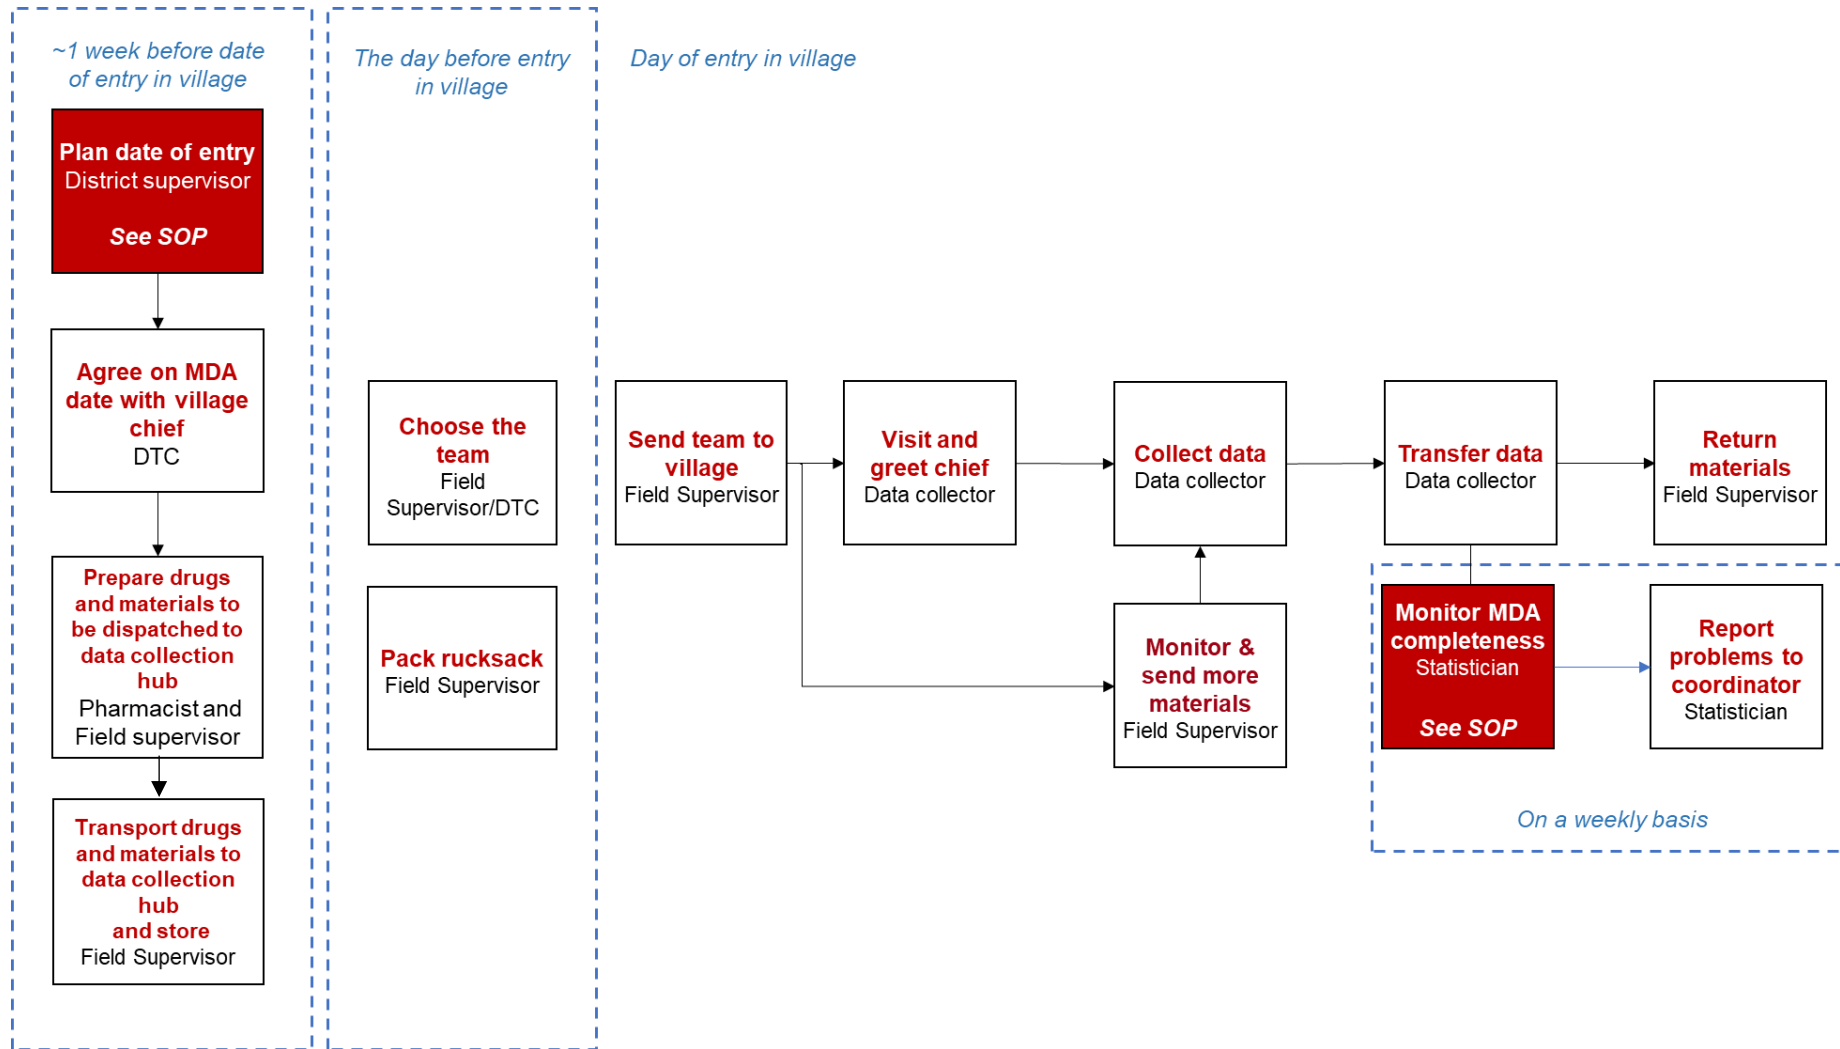 ~1 week before date
of entry in village
Plan date of entry
District supervisor
See SOP
Agree on MDA
date with village
chief
DTC
Prepare drugs
and materials to
be dispatched to
data collection
hub
Pharmacist and
Field supervisor
Transport drugs
and materials to
data collection
hub
and store
Field Supervisor
The day before entry
in village
Choose the
team
Field
Supervisor/DTC
Pack rucksack
Field Supervisor
Day of entry in village
Send team to
village
Field Supervisor
Visit and
greet chief
Data collector
Collect data
Data collector
Transfer data
Data collector
Return
materials
Field Supervisor
Monitor &
send more
materials
Field Supervisor
Monitor MDA
completeness
Statistician
See SOP
Report
problems to
coordinator
Statistician
On a weekly basis